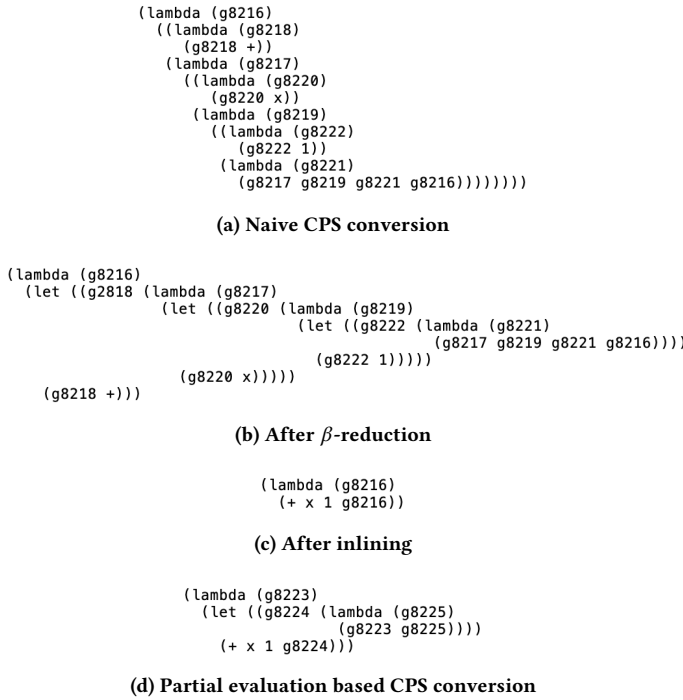 (lambda (g8216)
((lambda (g8218)
(g8218 +))
(lambda (g8217)
((lambda (g8220)
(g8220 x))
(lambda (g8219)
((lambda (g8222)
(g8222 1))
(lambda (g8221)
(g8217 g8219 g8221 g8216))))))))
(a) Naive CPS conversion
(lambda (g8216)
(let ((g2818 (lambda (g8217)
(let ((g8220 (lambda (g8219)
(let ((g8222 (lambda (g8221)
(g8217 g8219 g8221 g8216))))
(g8222 1)))))
(g8220 x)))))
(g8218 +)))
(b) After β-reduction
(lambda (g8216)
(+ x 1 g8216))
(c) After inlining
(lambda (g8223)
(let ((g8224 (lambda (g8225)
(g8223 g8225))))
(+ x 1 g8224)))
(d) Partial evaluation based CPS conversion